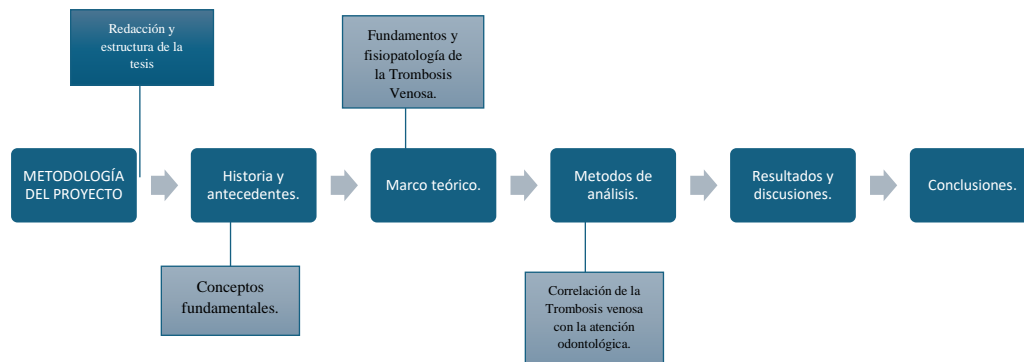 Redacción y
estructura de la
tesis
Fundamentos y
fisiopatología de
la Trombosis
Venosa.
METODOLOGÍA
DEL PROYECTO
Historia y
antecedentes.
Marco teórico.
Metodos de
análisis.
Resultados y
discusiones.
Conclusiones.
Conceptos
fundamentales.
Correlación de la
Trombosis venosa
con la atención
odontológica.